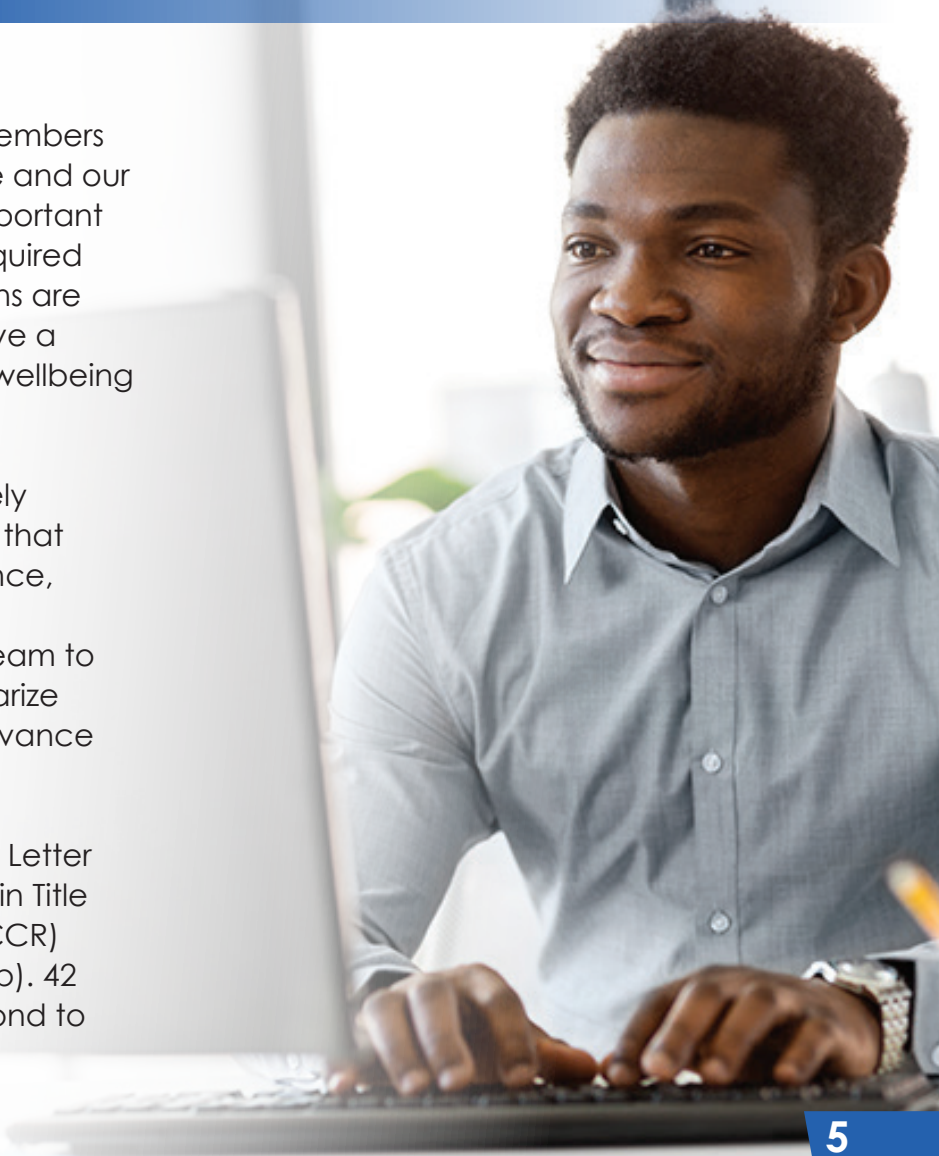 embers
e and our
portant
quired
ns are
ve a
wellbeing
ely
that
nce,
eam to
arize
vance
Letter
in Title
CCR)
o). 42
ond to
5